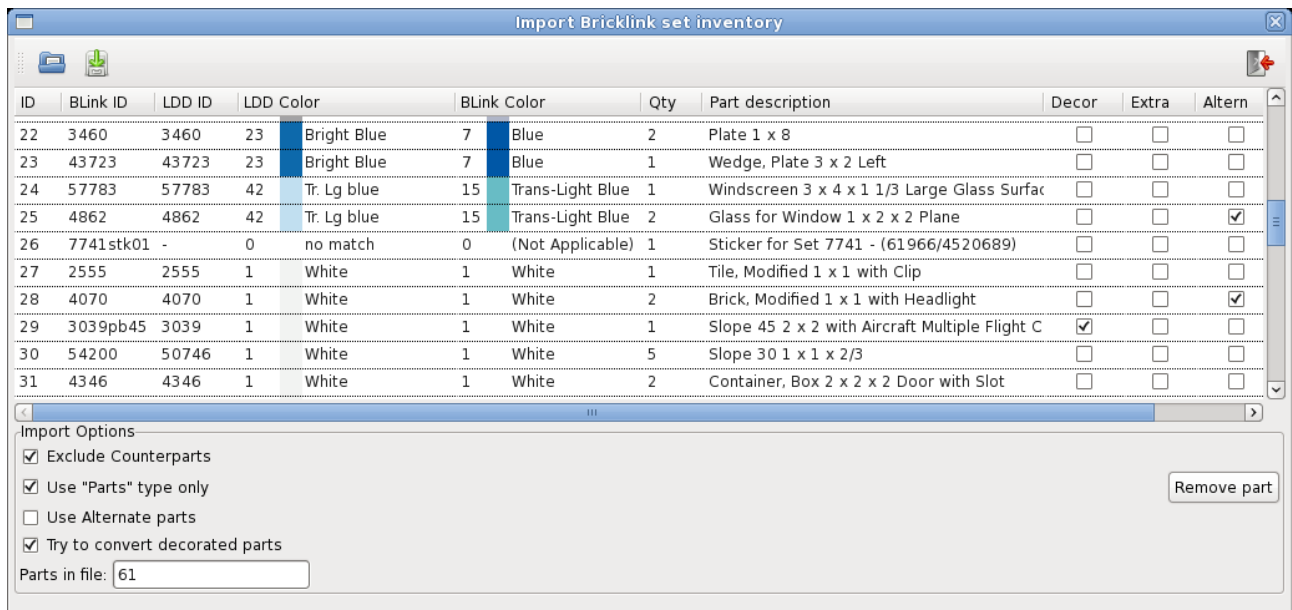 Import Bricklink set inventory
ID BLink ID LDD ID LDD Color BLink Color Qty Part description Decor Extra Altern
22 3460 3460 23 Bright Blue 7 Blue 2 Plate 1 x 8
23 43723 43723 23 Bright Blue 7 Blue 1 Wedge, Plate 3 x 2 Left
24 57783 57783 42 Tr. Lg blue 15 Trans-Light Blue 1 Windscreen 3 x 4 x 1 1/3 Large Glass Surfac
25 4862 4862 42 Tr. Lg blue 15 Trans-Light Blue 2 Glass for Window 1 x 2 x 2 Plane
26 7741stk01 - 0 no match 0 (Not Applicable) 1 Sticker for Set 7741 - (61966/4520689)
27 2555 2555 1 White 1 White 1 Tile, Modified 1 x 1 with Clip
28 4070 4070 1 White 1 White 2 Brick, Modified 1 x 1 with Headlight
29 3039pb45 3039 1 White 1 White 1 Slope 45 2 x 2 with Aircraft Multiple Flight C
30 54200 50746 1 White 1 White 5 Slope 30 1 x 1 x 2/3
31 4346 4346 1 White 1 White 2 Container, Box 2 x 2 x 2 Door with Slot
Import Options
Exclude Counterparts
Use "Parts" type only
Remove part
Use Alternate parts
Try to convert decorated parts
Parts in file: 61